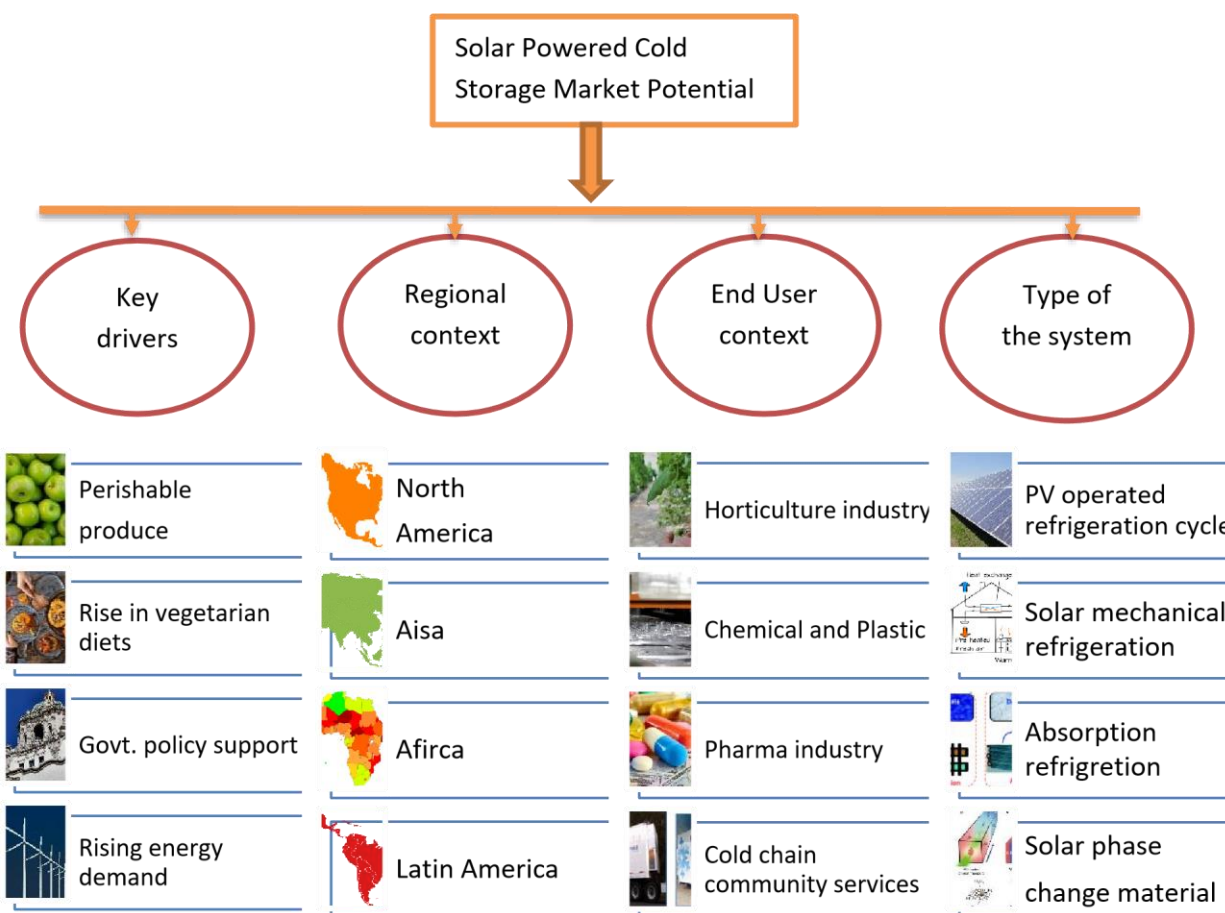 Solar Powered Cold
Storage Market Potential
Key
drivers
Regional
context
End User
context
Type of
the system
Perishable
produce
Rise in vegetarian
diets
Govt. policy support
Rising energy
demand
North
America
Aisa
Afirca
Latin America
Horticulture industry
Chemical and Plastic
Pharma industry
Cold chain
community services
PV operated
refrigeration cycle
Solar mechanical
refrigeration
Absorption
refrigretion
Solar phase
change material